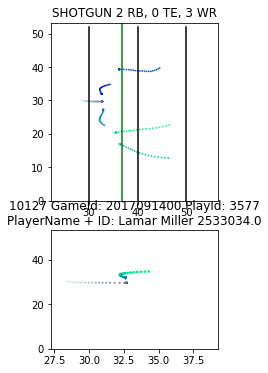 SHOTGUN 2 RB, 0 TE, 3 WR
50
40
30
20
10
0
30 40 50
10127 GameId: 2017091400 PlayId: 3577
PlayerName + ID: Lamar Miller 2533034.0
40
20
0
27.5 30.0 32.5 35.0 37.5